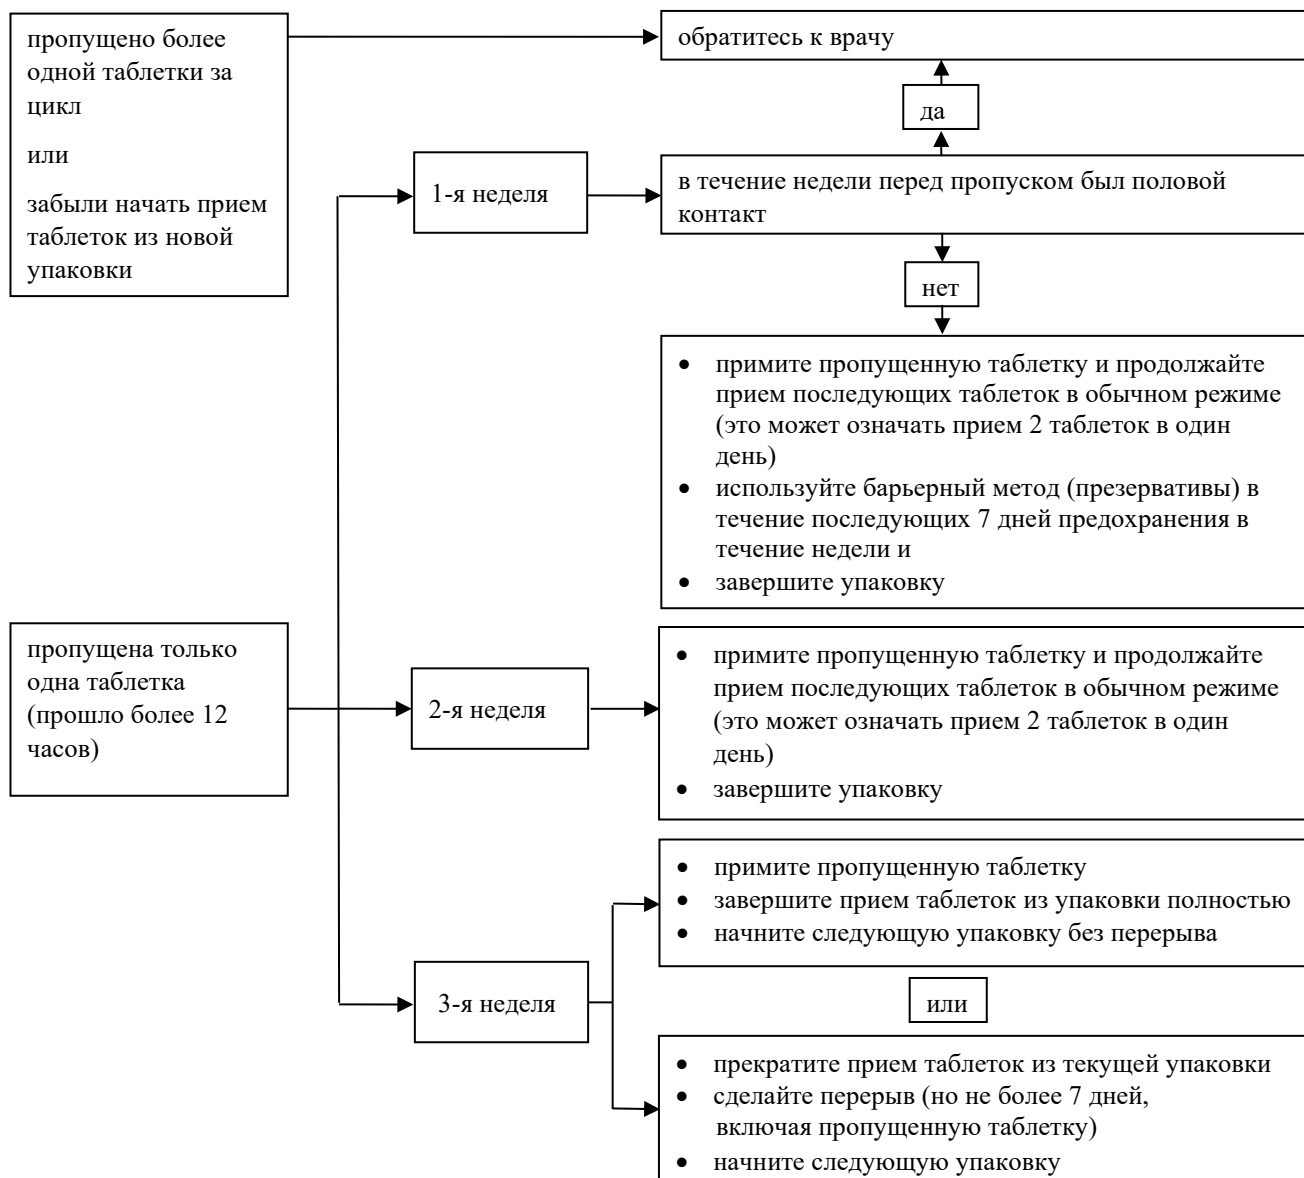 пропущено более
одной таблетки за
цикл
или
забыли начать прием
таблеток из новой
упаковки
обратитесь к врачу
да
1-я неделя
в течение недели перед пропуском был половой
контакт
нет
• примите пропущенную таблетку и продолжайте
прием последующих таблеток в обычном режиме
(это может означать прием 2 таблеток в один
день)
• используйте барьерный метод (презервативы) в
течение последующих 7 дней предохранения в
течение недели и
• завершите упаковку
пропущена только
одна таблетка
(прошло более 12
часов)
2-я неделя
• примите пропущенную таблетку и продолжайте
прием последующих таблеток в обычном режиме
(это может означать прием 2 таблеток в один
день)
• завершите упаковку
3-я неделя
• примите пропущенную таблетку
• завершите прием таблеток из упаковки полностью
• начните следующую упаковку без перерыва
или
• прекратите прием таблеток из текущей упаковки
• сделайте перерыв (но не более 7 дней,
включая пропущенную таблетку)
• начните следующую упаковку